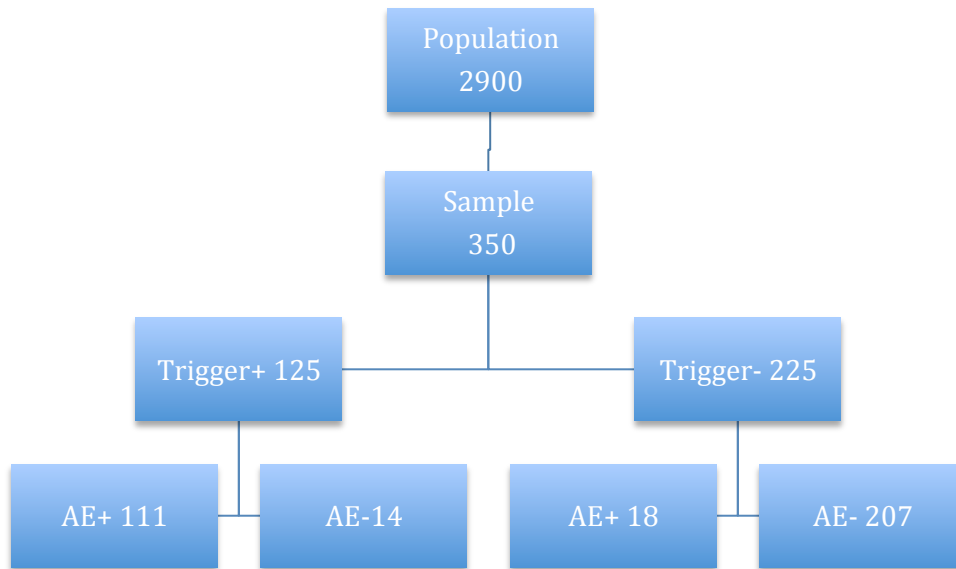 Population
2900
Sample
350
Trigger+ 125
Trigger- 225
AE+ 111
AE-14
AE+ 18
AE- 207